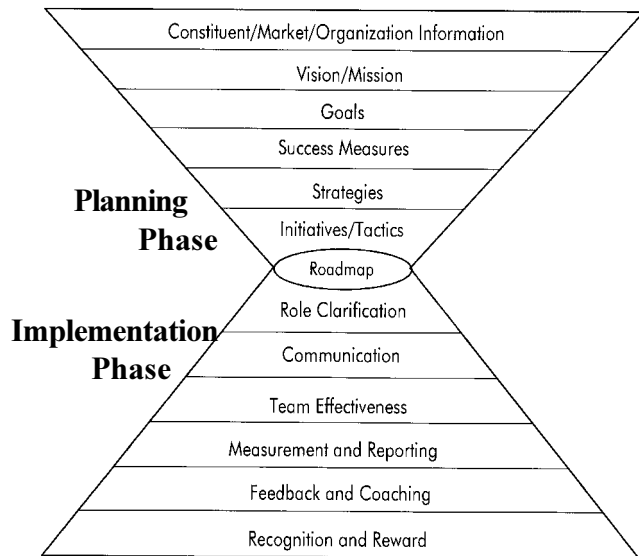 Constituent/Market/Organization Information
Vision/Mission
Goals
Success Measures
Strategies
Planning
Phase
Initiatives/Tactics
Roadmap
Role Clarification
Implementation
Phase
Communication
Team Effectiveness
Measurement and Reporting
Feedback and Coaching
Recognition and Reward